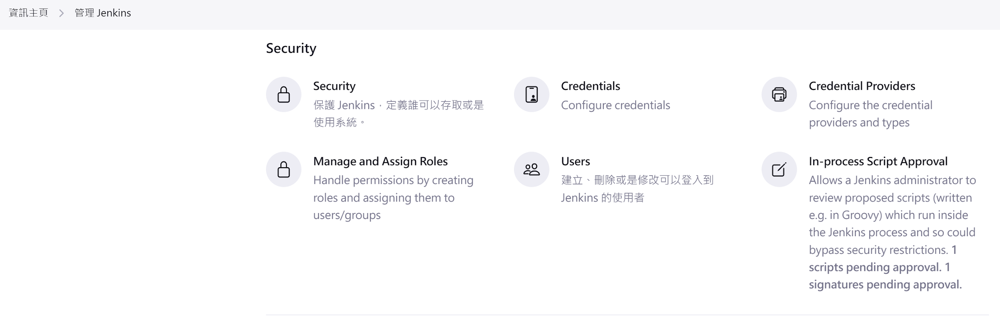 資訊主頁 > 管理 Jenkins
Security
Security
保護 Jenkins，定義誰可以存取或是
使用系統。
Credentials
Configure credentials
Credential Providers
Configure the credential
providers and types
Manage and Assign Roles
Handle permissions by creating
roles and assigning them to
users/groups
Users
建立、刪除或是修改可以登入到
Jenkins 的使用者
In-process Script Approval
Allows a Jenkins administrator to
review proposed scripts (written
e.g. in Groovy) which run inside
the Jenkins process and so could
bypass security restrictions. 1
scripts pending approval. 1
signatures pending approval.